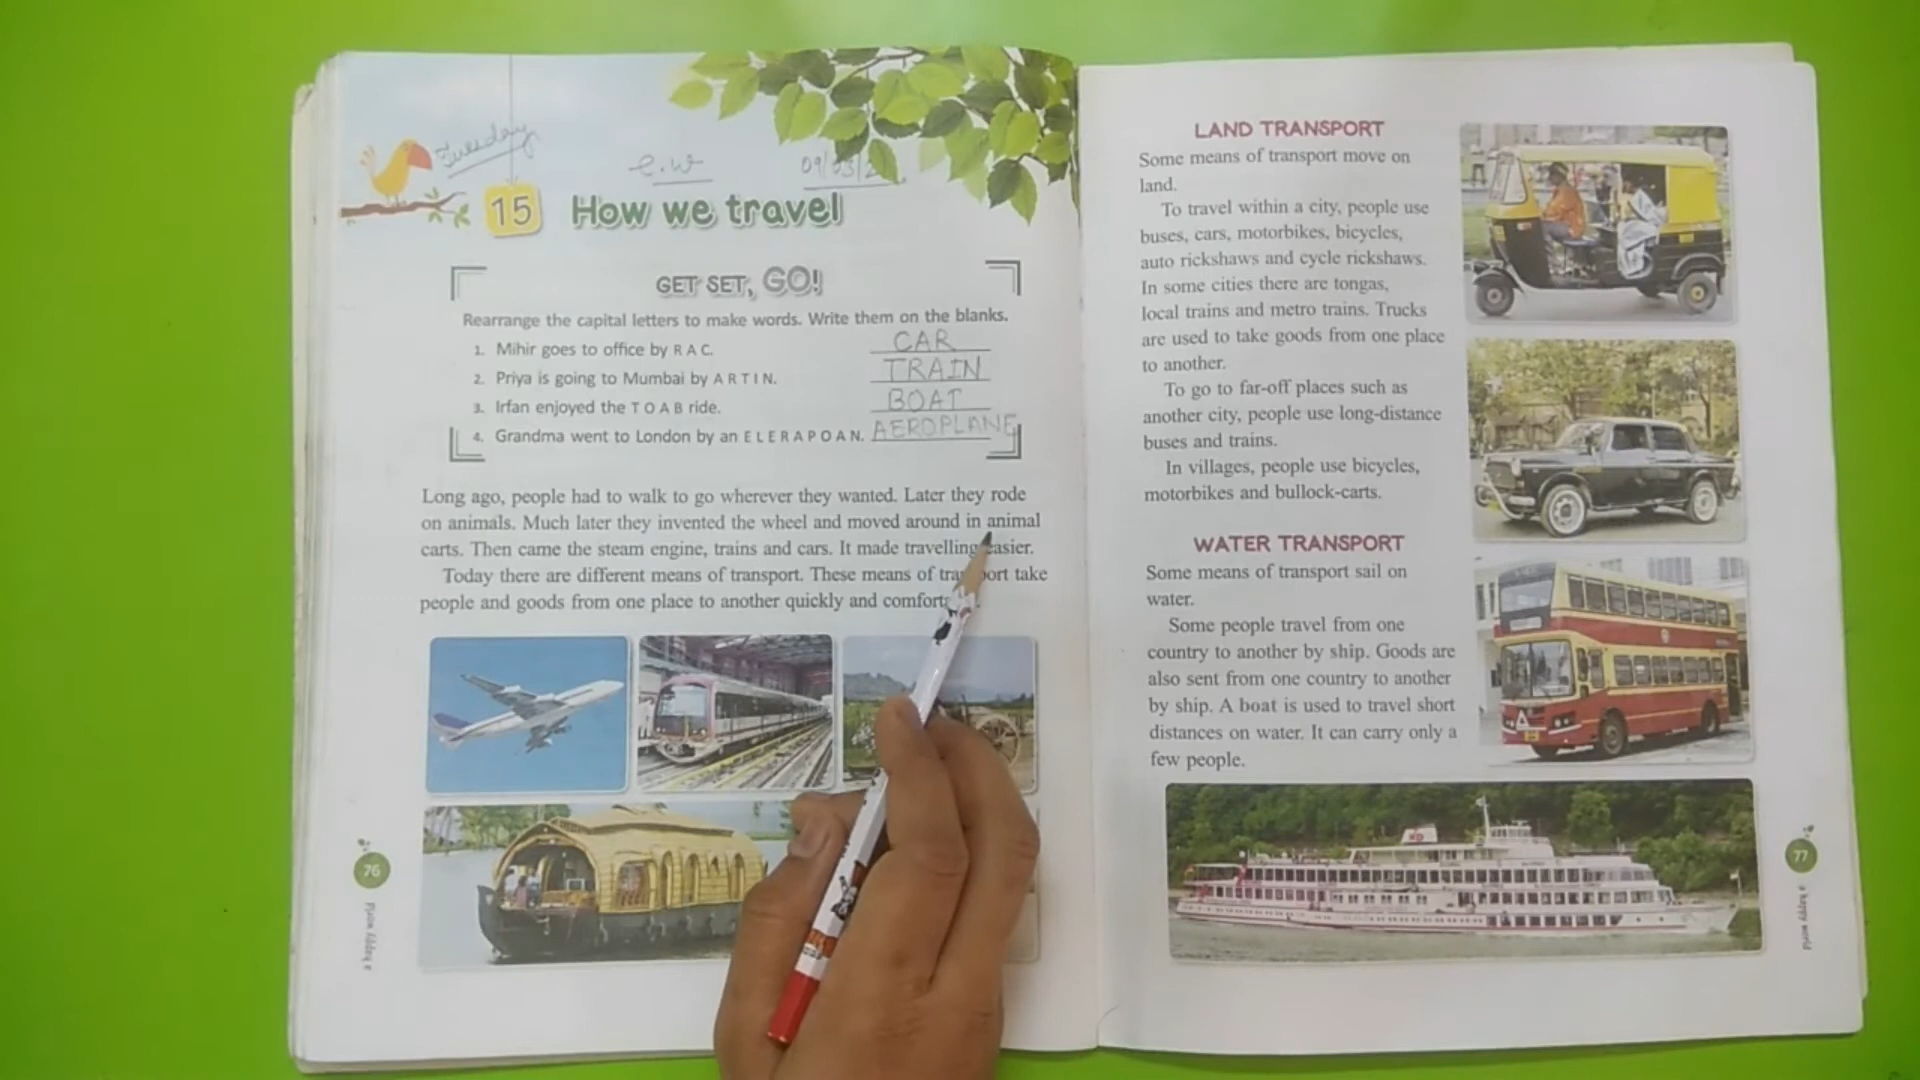 Tuesday
C.W
15 How we travel
GET SET, GO!
Rearrange the capital letters to make words. Write them on the blanks.
1. Mihir goes to office by R A C. CAR
2. Priya is going to Mumbai by A R T I N. TRAIN
3. Irfan enjoyed the T O A B ride. BOAT
4. Grandma went to London by an E L E R A P O A N. AEROPLANE
Long ago, people had to walk to go wherever they wanted. Later they rode
on animals. Much later they invented the wheel and moved around in animal
carts. Then came the steam engine, trains and cars. It made travelling easier.
Today there are different means of transport. These means of transport take
people and goods from one place to another quickly and
76
a happy world
LAND TRANSPORT
Some means of transport move on
land.
To travel within a city, people use
buses, cars, motorbikes, bicycles,
auto rickshaws and cycle rickshaws.
In some cities there are tongas,
local trains and metro trains. Trucks
are used to take goods from one place
to another.
To go to far-off places such as
another city, people use long-distance
buses and trains.
In villages, people use bicycles,
motorbikes and bullock-carts.
WATER TRANSPORT
Some means of transport sail on
water.
Some people travel from one
country to another by ship. Goods are
also sent from one country to another
by ship. A boat is used to travel short
distances on water. It can carry only a
few people.
KD
77
a happy world